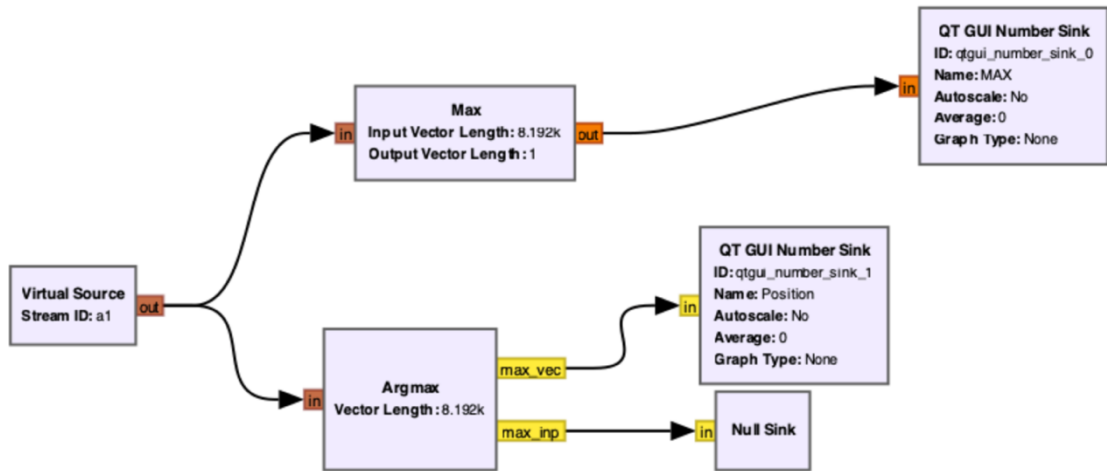 QT GUI Number Sink
ID: qtgui_number_sink_0
Name: MAX
Autoscale: No
Average: 0
Graph Type: None
in
Max
Input Vector Length: 8.192k
Output Vector Length: 1
in
out
QT GUI Number Sink
ID: qtgui_number_sink_1
Name: Position
Autoscale: No
Average: 0
Graph Type: None
in
Virtual Source
Stream ID: a1
out
Argmax
Vector Length: 8.192k
in
max_vec
max_inp
in
Null Sink